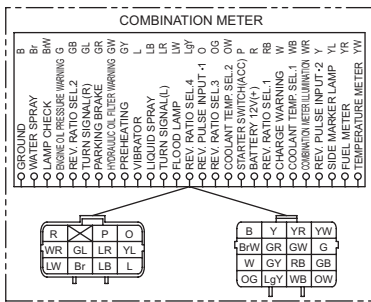 COMBINATION METER
GROUND B
WATER SPRAY Br
LAMP CHECK BrW
ENGINE OIL PRESSURE WARNING G
REV. RATIO SEL.2 GB
TURN SIGNAL(R) GL
PARKING BRAKE GR
HYDRAULIC OIL FILTER WARNING GW
PREHEATING GY
VIBRATOR L
LIQUID SPRAY LB
TURN SIGNAL(L) LR
FLOOD LAMP LW
REV. RATIO SEL.4 LgY
REV. PULSE INPUT -1 O
REV. RATIO SEL.3 OG
COOLANT TEMP. SEL.2 OW
STARTER SWITCH(ACC) P
BATTERY 12V(+) R
REV. RATIO SEL.1 RB
CHARGE WARNING W
COOLANT TEMP. SEL.1 WB
COMBINATION METER ILLUMINATION WR
REV. PULSE INPUT -2 Y
SIDE MARKER LAMP YL
FUEL METER YR
TEMPERATURE METER YW
R P O
WR GL LR YL
LW Br LB L
B Y YR YW
BrW GR GW G
W GY RB GB
OG LgY WB OW